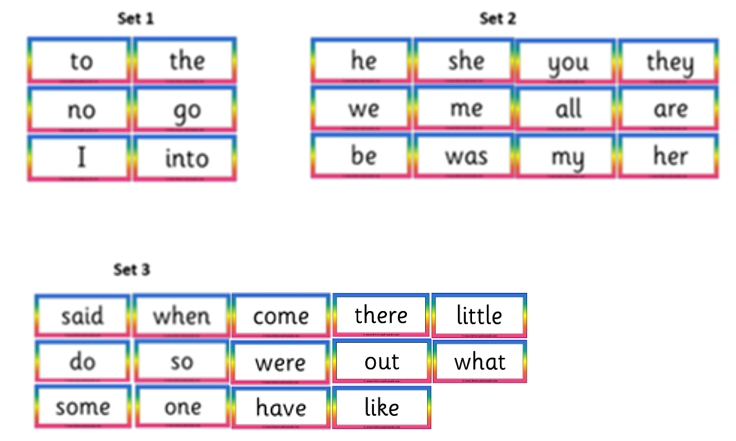 Set 1
to the
no go
I into
Set 2
he she you they
we me all are
be was my her
Set 3
said when come there little
do so were out what
some one have like